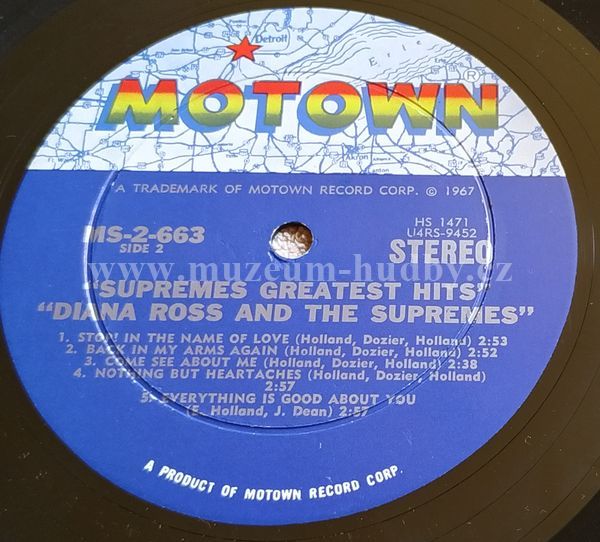 Detroit
Erie
MOTOWN
®
Akron
Canton
A TRADEMARK OF MOTOWN RECORD CORP. © 1967
MS-2-663
SIDE 2
HS 1471
U4RS-9452
STEREO
www.muzeum-hudby.cz
"SUPREMES GREATEST HITS"
"DIANA ROSS AND THE SUPREMES"
1. STOP! IN THE NAME OF LOVE (Holland, Dozier, Holland) 2:53
2. BACK IN MY ARMS AGAIN (Holland, Dozier, Holland) 2:52
3. COME SEE ABOUT ME (Holland, Dozier, Holland) 2:38
4. NOTHING BUT HEARTACHES (Holland, Dozier, Holland)
2:57
5. EVERYTHING IS GOOD ABOUT YOU
(E. Holland, J. Dean) 2:57
A PRODUCT OF MOTOWN RECORD CORP.